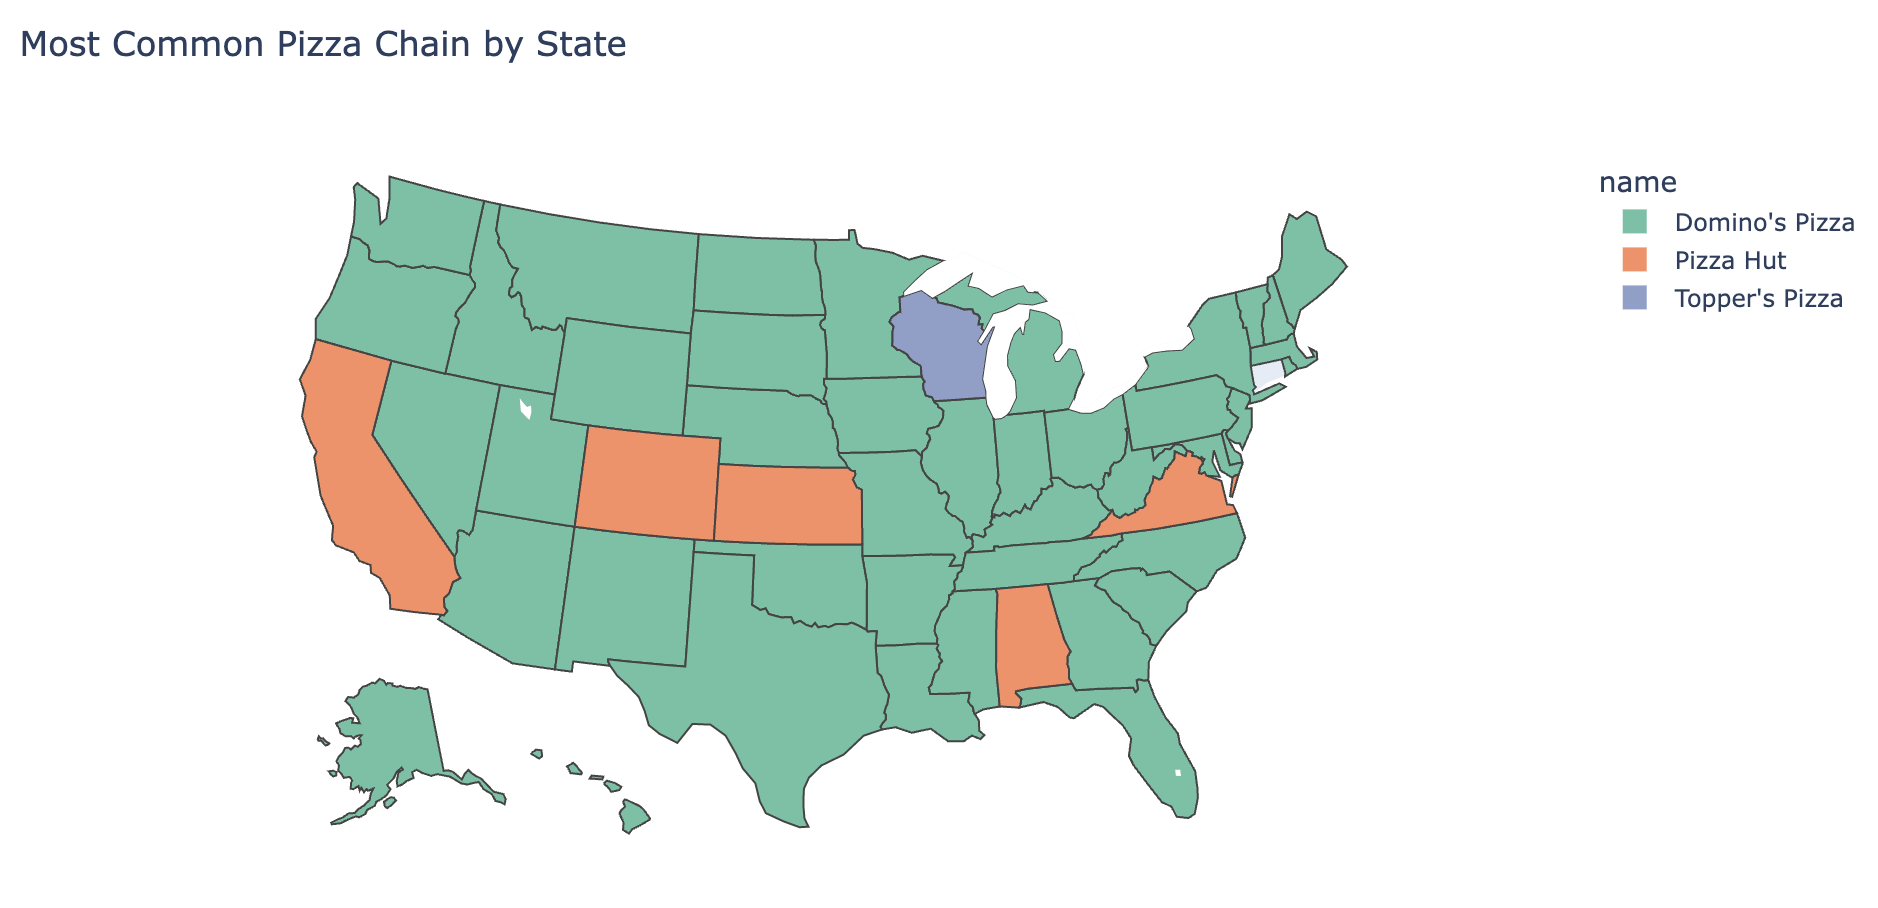 Most Common Pizza Chain by State
name
Domino's Pizza
Pizza Hut
Topper's Pizza